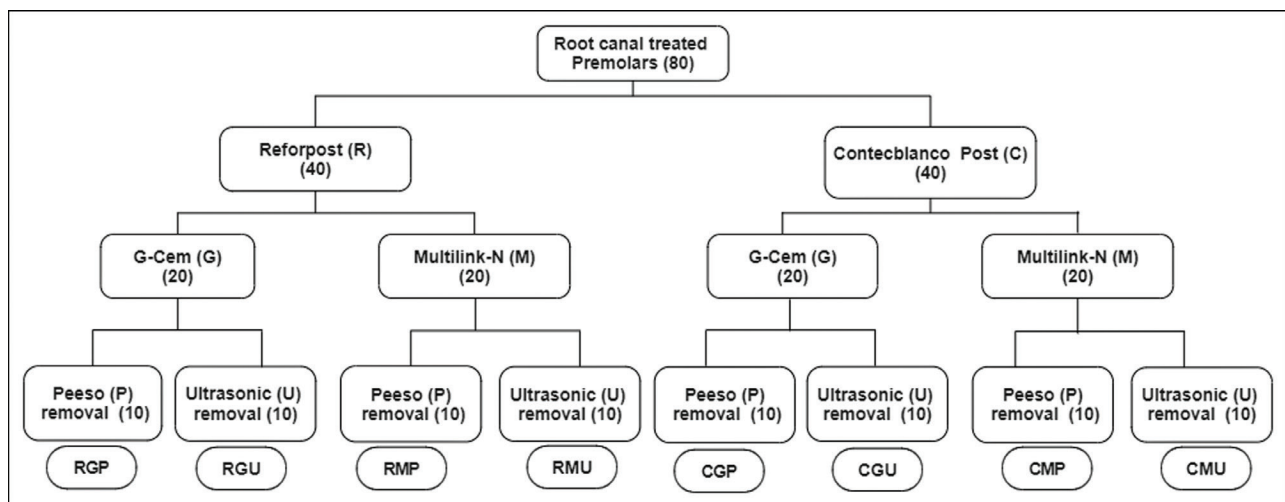 Root canal treated
Premolars (80)
Reforpost (R)
(40)
Contecblanco Post (C)
(40)
G-Cem (G)
(20)
Multilink-N (M)
(20)
G-Cem (G)
(20)
Multilink-N (M)
(20)
Peeso (P)
removal (10)
Ultrasonic (U)
removal (10)
Peeso (P)
removal (10)
Ultrasonic (U)
removal (10)
Peeso (P)
removal (10)
Ultrasonic (U)
removal (10)
Peeso (P)
removal (10)
Ultrasonic (U)
removal (10)
RGP
RGU
RMP
RMU
CGP
CGU
CMP
CMU